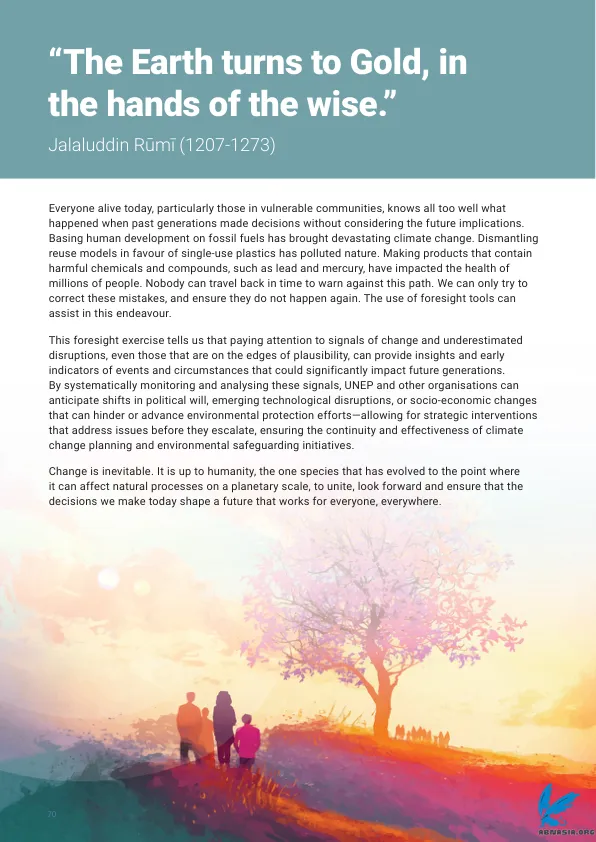 “The Earth turns to Gold, in
the hands of the wise.”
Jalaluddin Rūmī (1207-1273)
Everyone alive today, particularly those in vulnerable communities, knows all too well what
happened when past generations made decisions without considering the future implications.
Basing human development on fossil fuels has brought devastating climate change. Dismantling
reuse models in favour of single-use plastics has polluted nature. Making products that contain
harmful chemicals and compounds, such as lead and mercury, have impacted the health of
millions of people. Nobody can travel back in time to warn against this path. We can only try to
correct these mistakes, and ensure they do not happen again. The use of foresight tools can
assist in this endeavour.
This foresight exercise tells us that paying attention to signals of change and underestimated
disruptions, even those that are on the edges of plausibility, can provide insights and early
indicators of events and circumstances that could significantly impact future generations.
By systematically monitoring and analysing these signals, UNEP and other organisations can
anticipate shifts in political will, emerging technological disruptions, or socio-economic changes
that can hinder or advance environmental protection efforts—allowing for strategic interventions
that address issues before they escalate, ensuring the continuity and effectiveness of climate
change planning and environmental safeguarding initiatives.
Change is inevitable. It is up to humanity, the one species that has evolved to the point where
it can affect natural processes on a planetary scale, to unite, look forward and ensure that the
decisions we make today shape a future that works for everyone, everywhere.
70